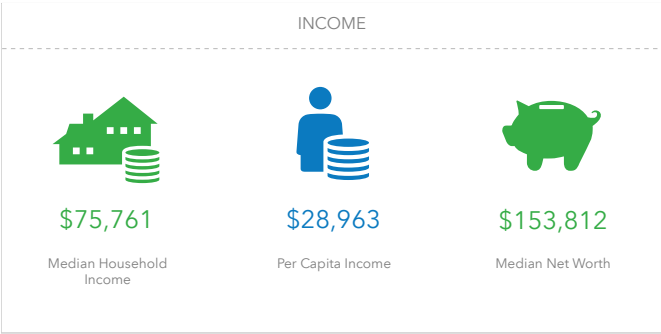 INCOME
$75,761
$28,963
$153,812
Median Household
Income
Per Capita Income
Median Net Worth